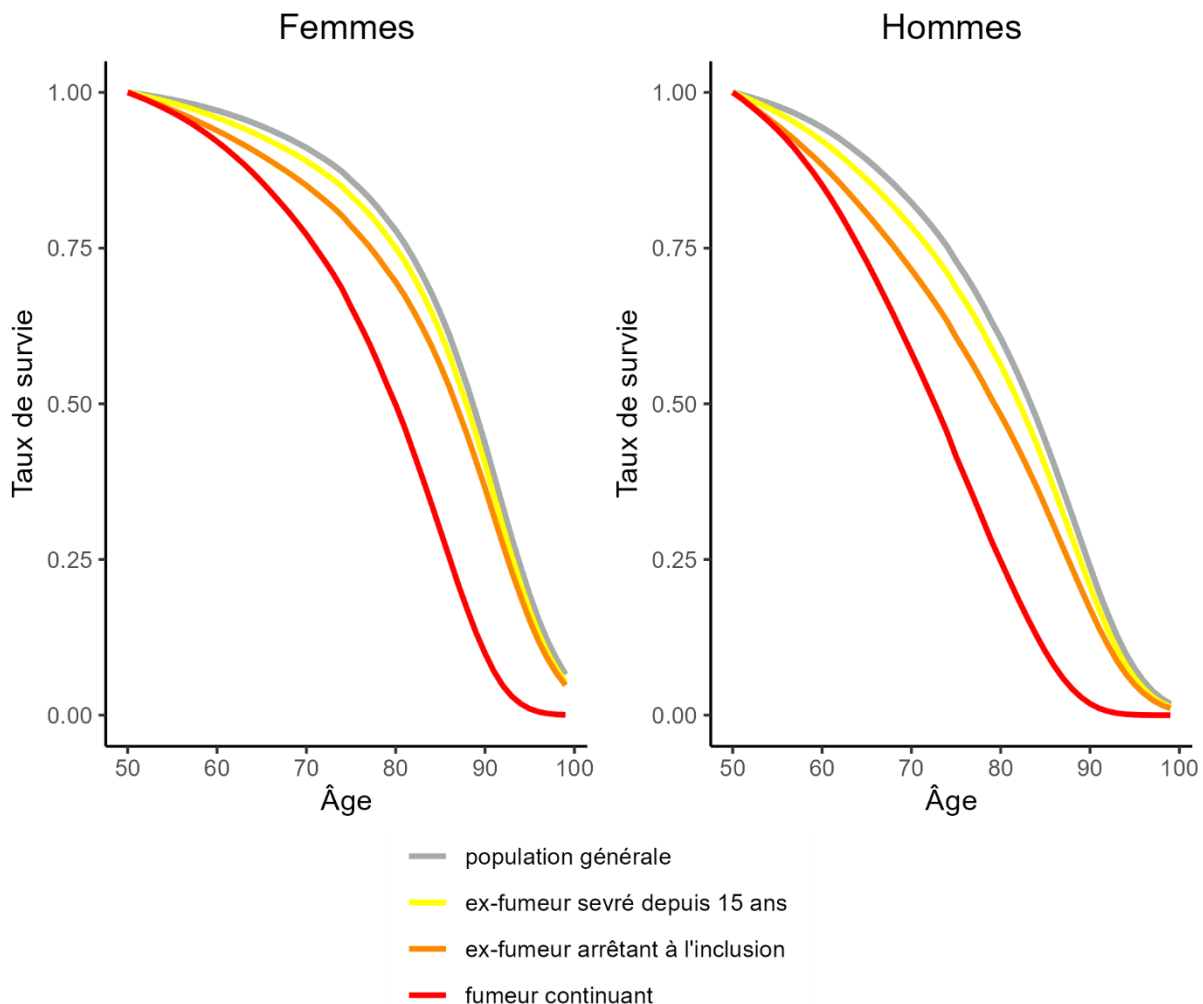 Femmes
Hommes
Taux de survie
1.00
0.75
0.50
0.25
0.00
50 60 70 80 90 100
Âge
Taux de survie
1.00
0.75
0.50
0.25
0.00
50 60 70 80 90 100
Âge
population générale
ex-fumeur sevré depuis 15 ans
ex-fumeur arrêtant à l'inclusion
fumeur continuant